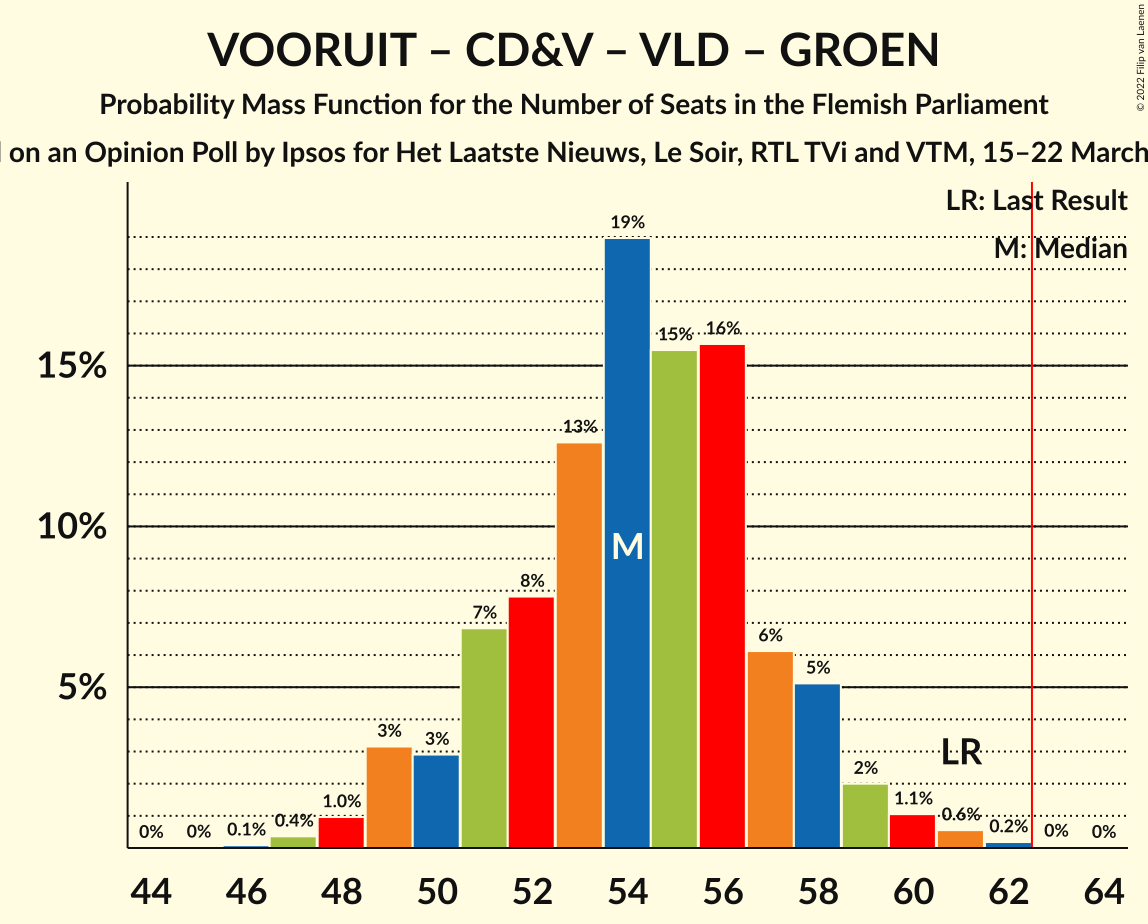 VOORUIT – CD&V – VLD – GROEN
Probability Mass Function for the Number of Seats in the Flemish Parliament
on an Opinion Poll by Ipsos for Het Laatste Nieuws, Le Soir, RTL TVi and VTM, 15–22 March
© 2022 Filip van Laenen
LR: Last Result
M: Median
15%
10%
5%
0% 0% 0.1% 0.4% 1.0% 3% 3% 7% 8% 13% 19% 15% 16% 6% 5% 2% 1.1% 0.6% 0.2% 0% 0%
M
LR
44 46 48 50 52 54 56 58 60 62 64